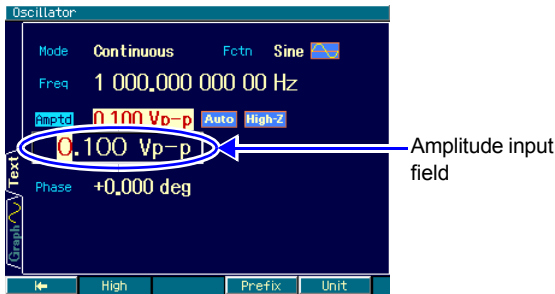 Oscillator
Mode Continuous Fctn Sine
Freq 1 000.000 000 00 Hz
Amptd 0.100 Vp-p Auto High-Z
0.100 Vp-p
Amplitude input
field
Text
Phase +0.000 deg
Graph
High Prefix Unit